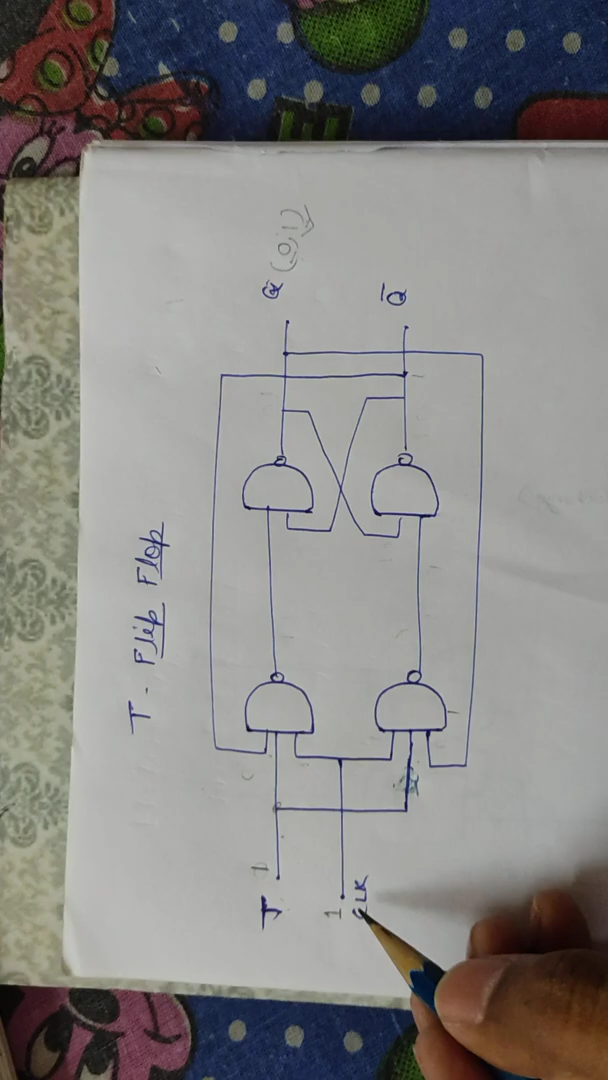 T - Flip Flop
T 1
1
CLK
Q (0,1)
Q̅